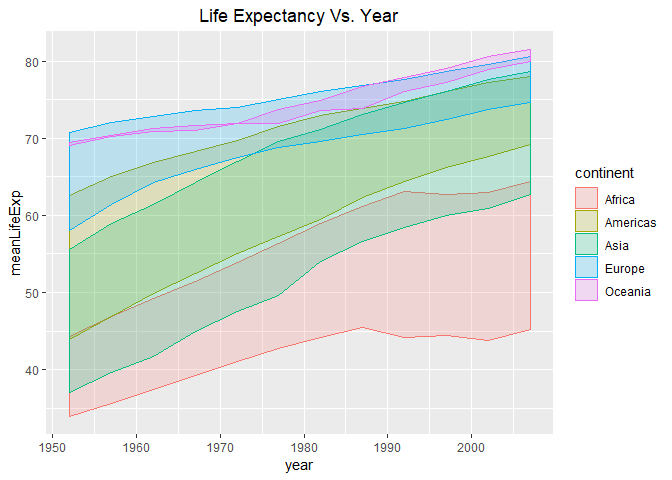 Life Expectancy Vs. Year
meanLifeExp
80
70
60
50
40
1950 1960 1970 1980 1990 2000
year
continent
Africa
Americas
Asia
Europe
Oceania